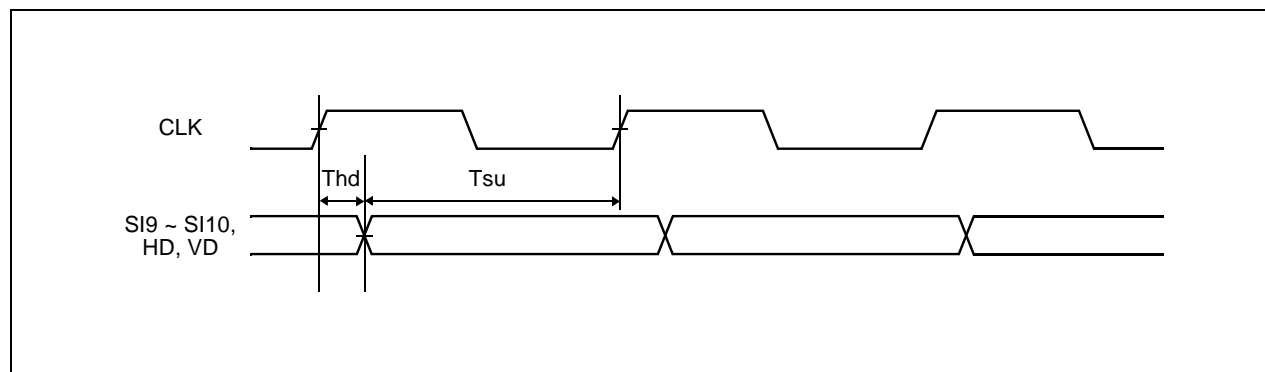 CLK
Thd
Tsu
SI9 ~ SI10,
HD, VD